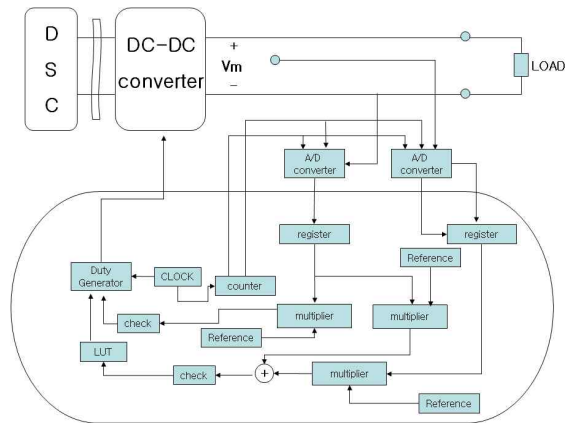 D
S
C
DC-DC
converter
+
Vm
-
LOAD
A/D
converter
A/D
converter
register
register
Reference
Duty
Generator
CLOCK
counter
check
multiplier
multiplier
Reference
LUT
check
+
multiplier
Reference